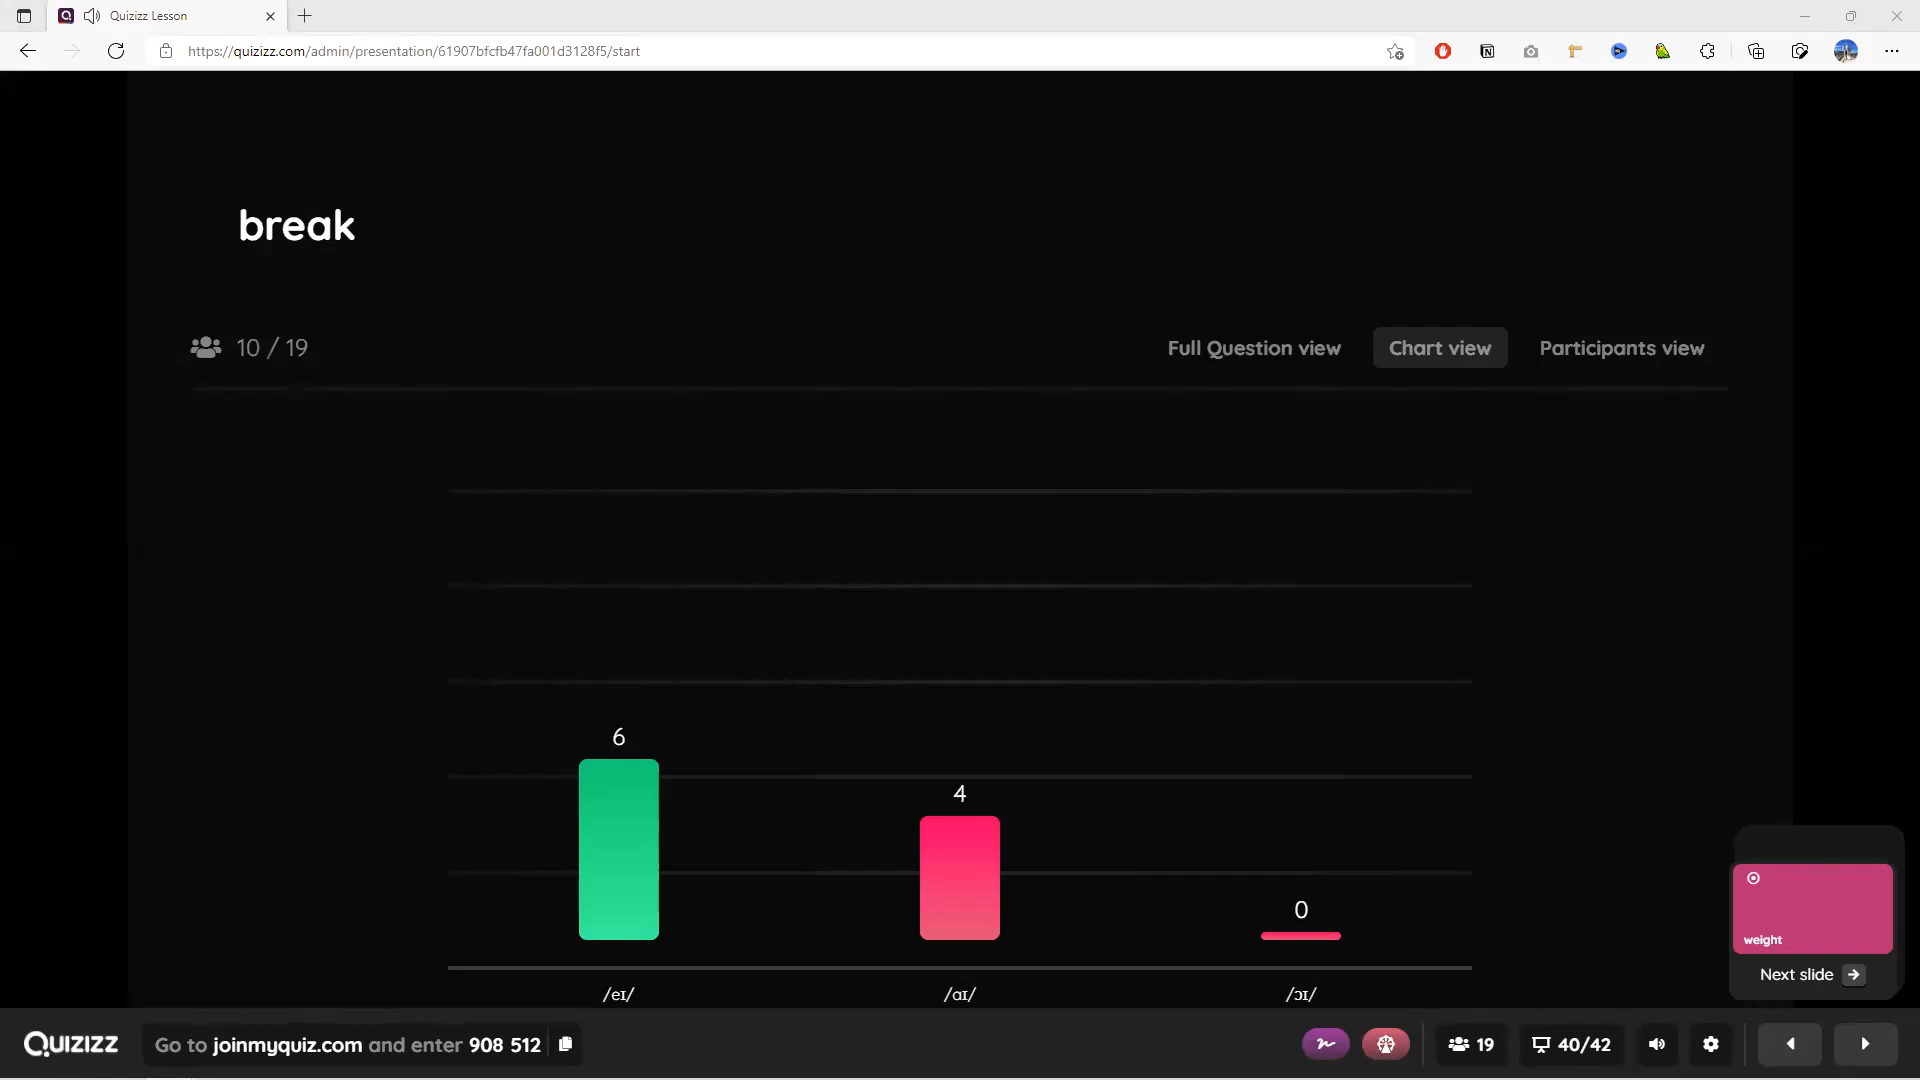 Quizizz Lesson
https://quizizz.com/admin/presentation/61907bfcfb47fa001d3128f5/start
break
10 / 19
Full Question view
Chart view
Participants view
6
4
0
/eɪ/
/ɑɪ/
/ɔɪ/
weight
Next slide
Quizizz
Go to joinmyquiz.com and enter 908 512
19
40/42